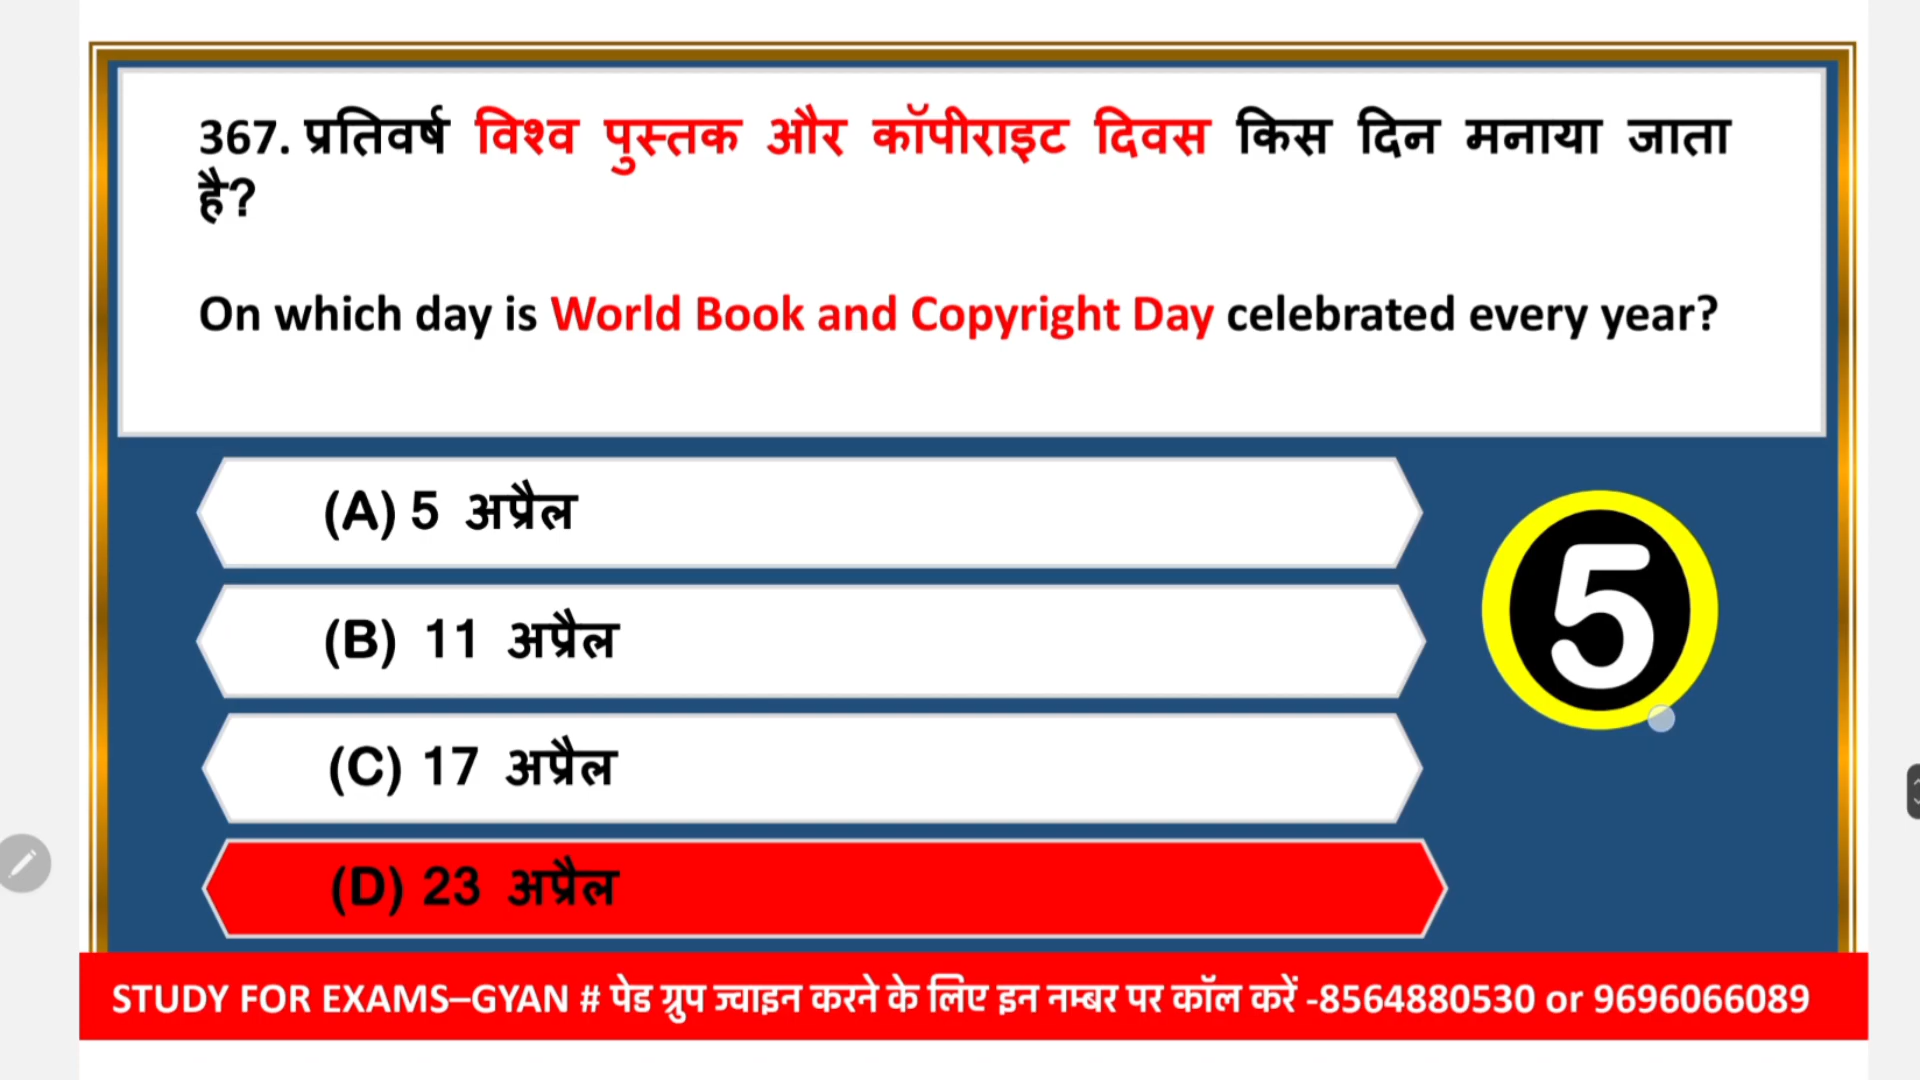 367. प्रतिवर्ष विश्व पुस्तक और कॉपीराइट दिवस किस दिन मनाया जाता
है?
On which day is World Book and Copyright Day celebrated every year?
(A) 5 अप्रैल
(B) 11 अप्रैल
5
(C) 17 अप्रैल
(D) 23 अप्रैल
STUDY FOR EXAMS–GYAN # पेड ग्रुप ज्वाइन करने के लिए इन नम्बर पर कॉल करें -8564880530 or 9696066089